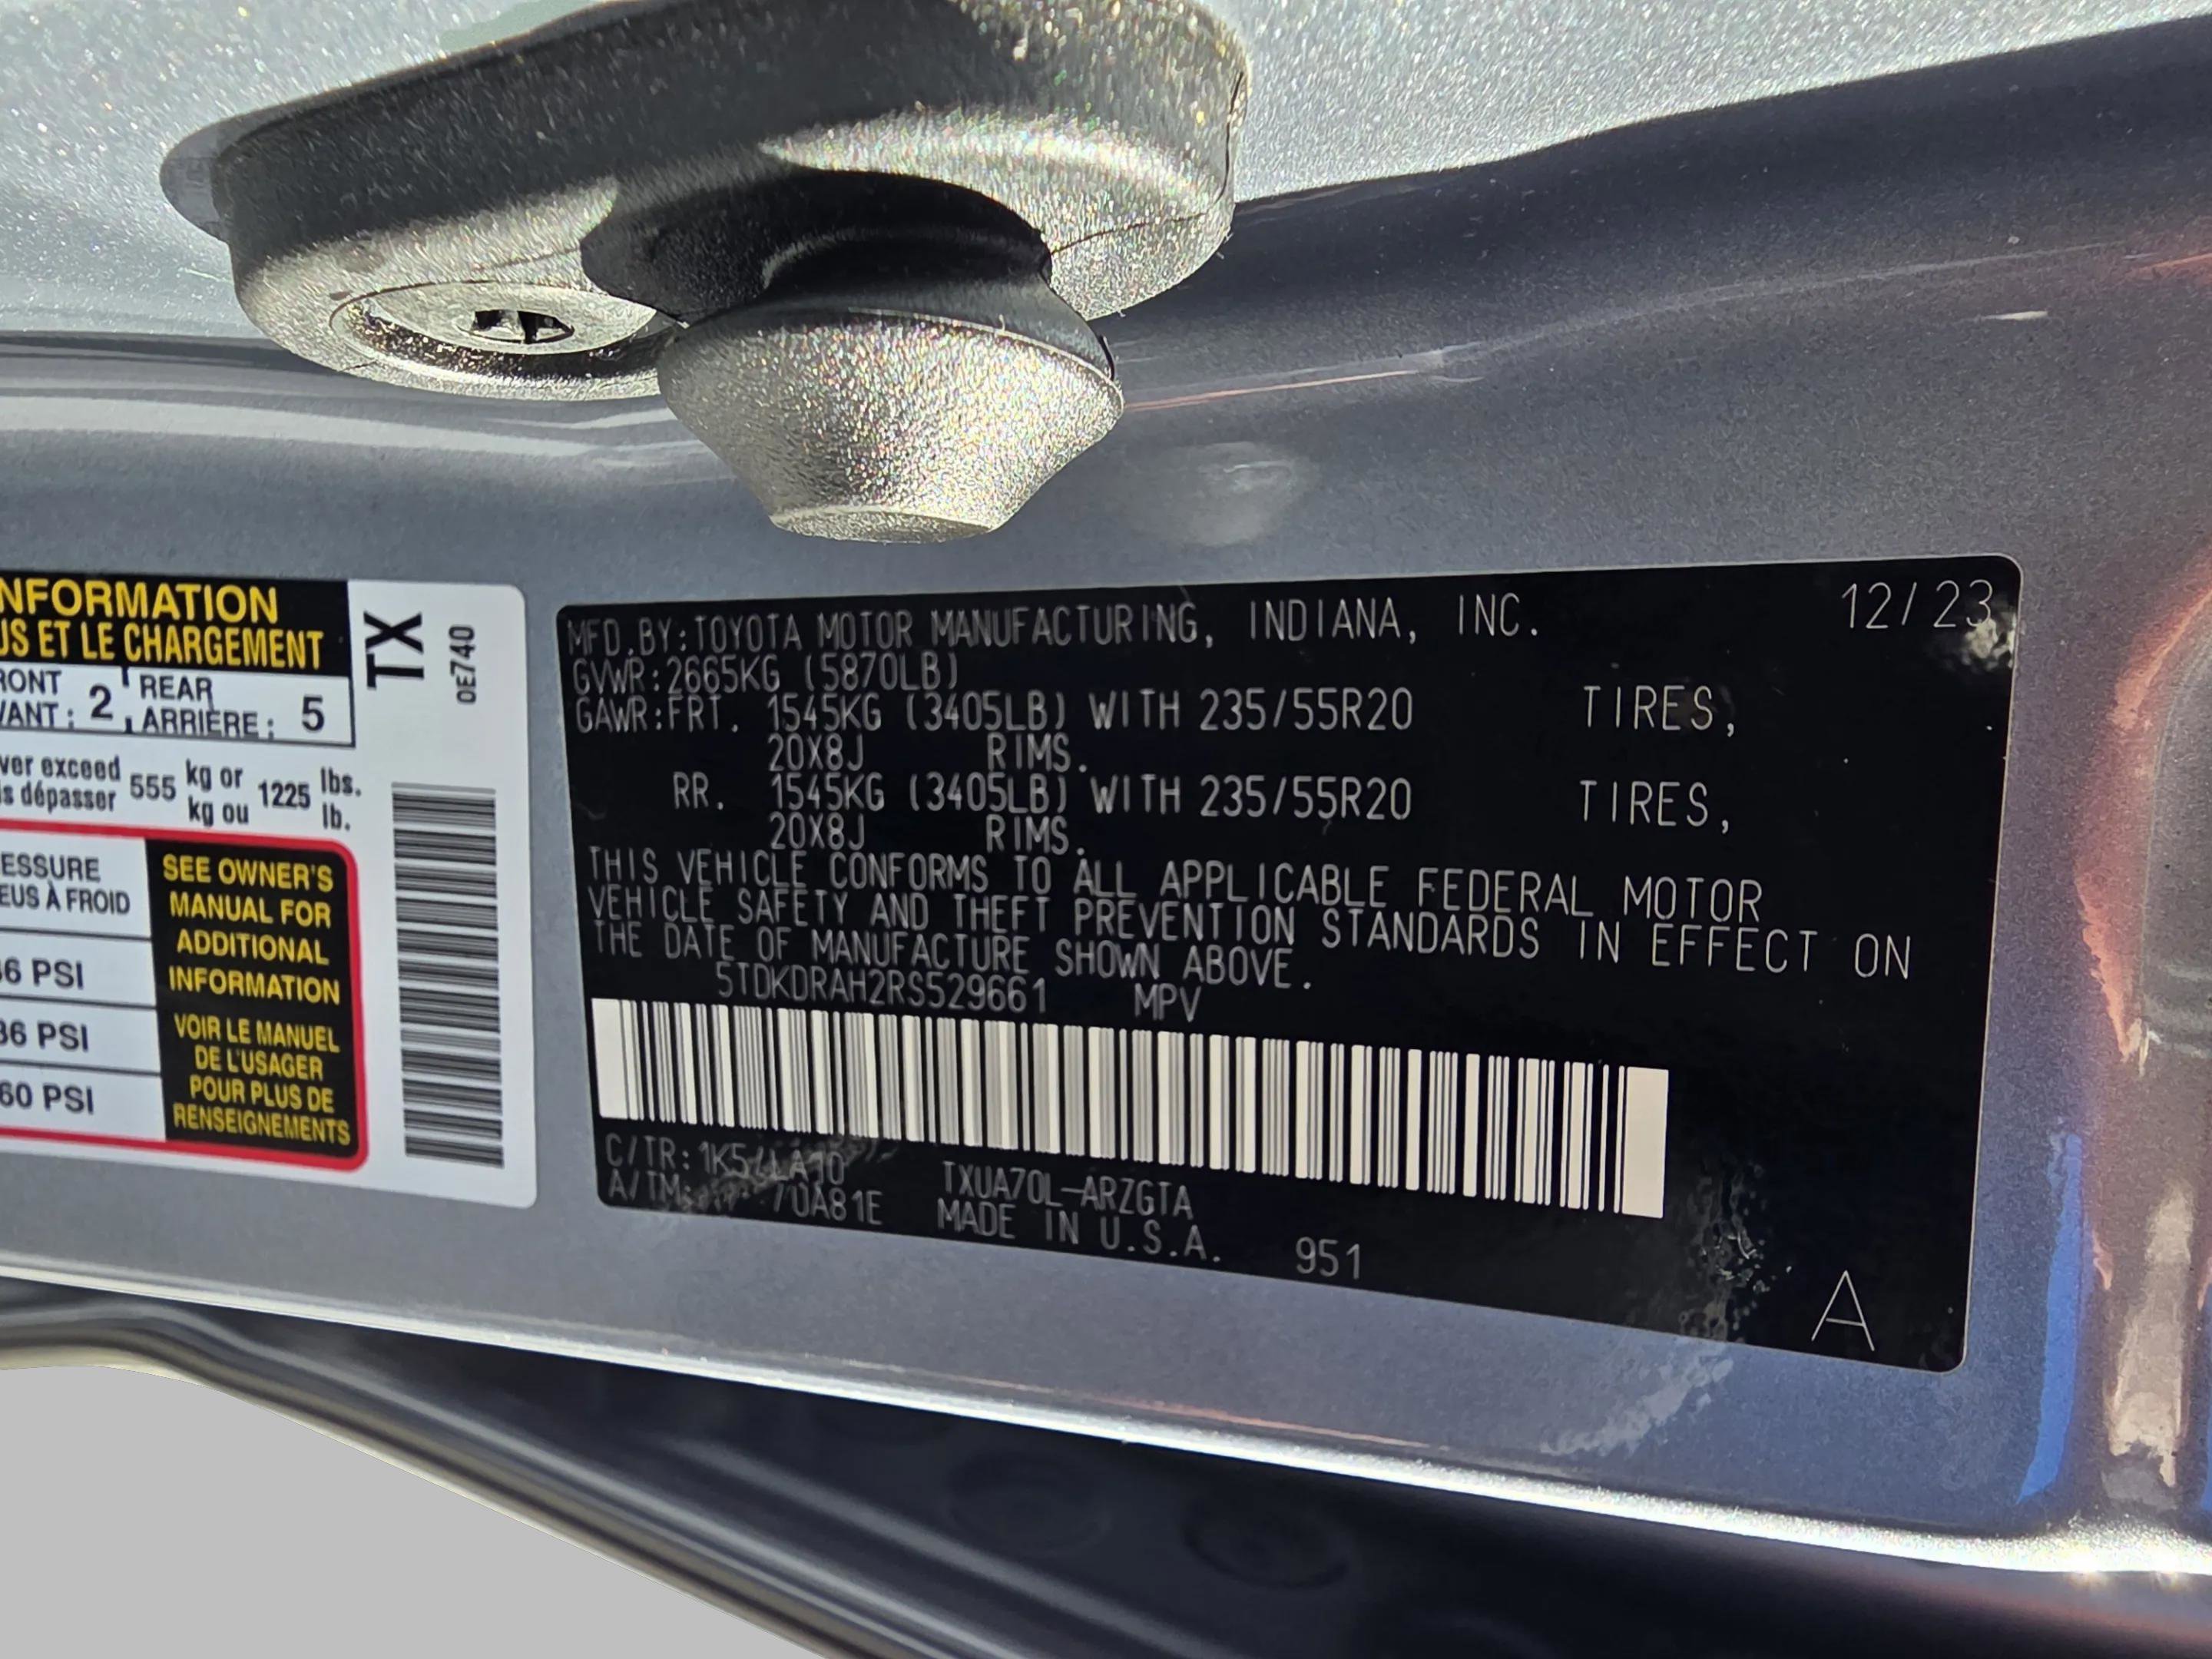 NFORMATION
US ET LE CHARGEMENT
RONT 2 REAR 5
VANT : ARRIÈRE :
ver exceed 555 kg or 1225 lbs.
is dépasser kg ou lb.
ESSURE
EUS À FROID
36 PSI
36 PSI
60 PSI
SEE OWNER'S
MANUAL FOR
ADDITIONAL
INFORMATION
VOIR LE MANUEL
DE L'USAGER
POUR PLUS DE
RENSEIGNEMENTS
TX
0E740
MFD.BY:TOYOTA MOTOR MANUFACTURING, INDIANA, INC. 12/23
GVWR:2665KG (5870LB)
GAWR:FRT. 1545KG (3405LB) WITH 235/55R20 TIRES,
20X8J RIMS.
RR. 1545KG (3405LB) WITH 235/55R20 TIRES,
20X8J RIMS.
THIS VEHICLE CONFORMS TO ALL APPLICABLE FEDERAL MOTOR
VEHICLE SAFETY AND THEFT PREVENTION STANDARDS IN EFFECT ON
THE DATE OF MANUFACTURE SHOWN ABOVE.
5TDKDRAH2RS529661 MPV
C/TR: TXUA70L-ARZGTA
A/TM: MADE IN U.S.A. 951
A